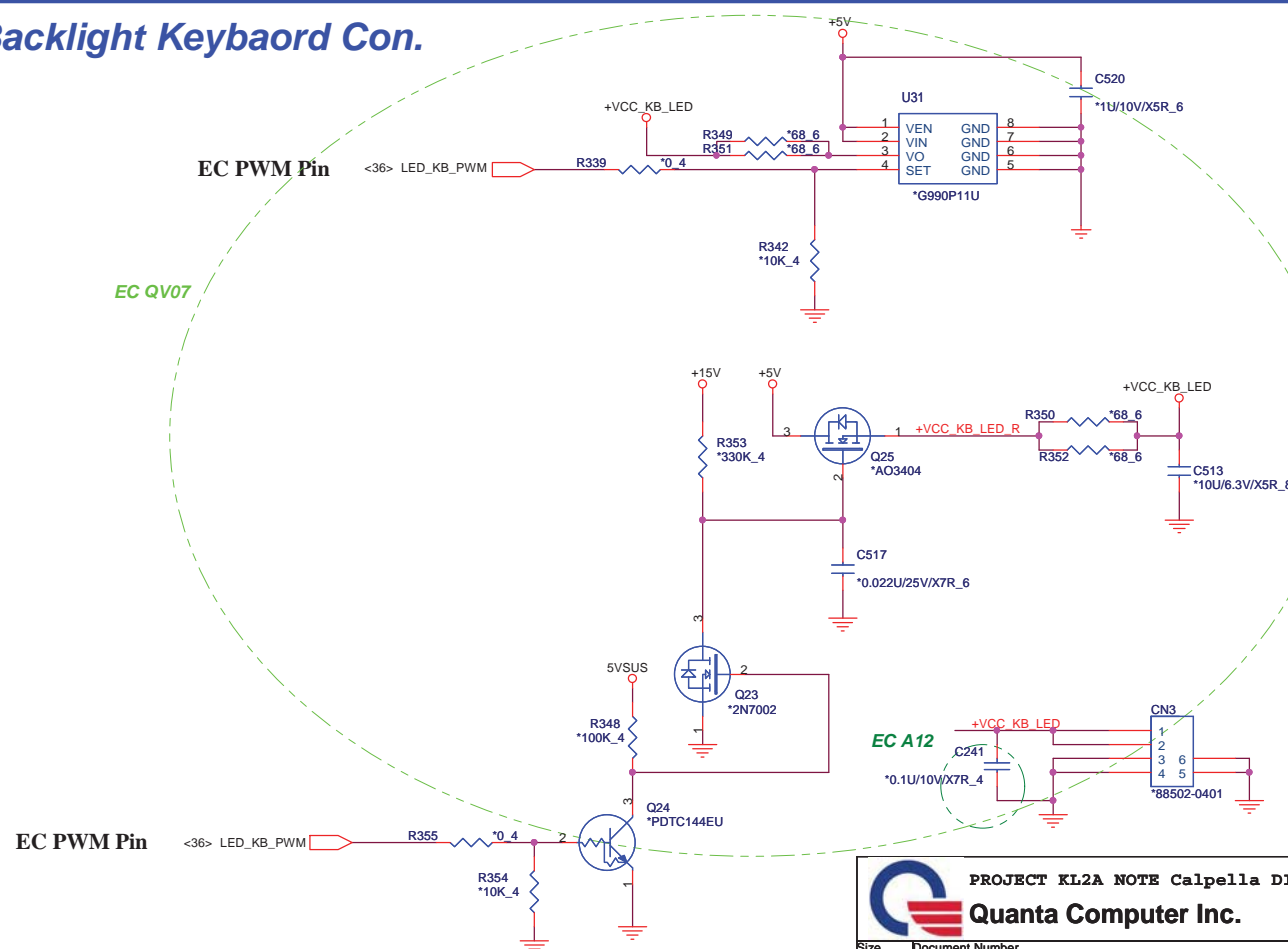 Backlight Keybaord Con.
+5V
C520
*1U/10V/X5R_6
U31
+VCC_KB_LED
R349 *68_6
R351 *68_6
EC PWM Pin <36> LED_KB_PWM R339 *0_4
1 VEN GND 8
2 VIN GND 7
3 VO GND 6
4 SET GND 5
*G990P11U
R342
*10K_4
EC QV07
+15V +5V
+VCC_KB_LED
R350 *68_6
3 1 +VCC_KB_LED_R
R353
*330K_4
Q25
*AO3404
2
R352 *68_6
C513
*10U/6.3V/X5R_8
C517
*0.022U/25V/X7R_6
3
5VSUS
2
Q23
*2N7002
1
R348
*100K_4
CN3
+VCC_KB_LED
EC A12
C241
*0.1U/10V/X7R_4
1
2
3 6
4 5
*88502-0401
3
Q24
*PDTC144EU
EC PWM Pin <36> LED_KB_PWM R355 *0_4 2
1
R354
*10K_4
PROJECT KL2A NOTE Calpella
Quanta Computer Inc.
Size Document Number